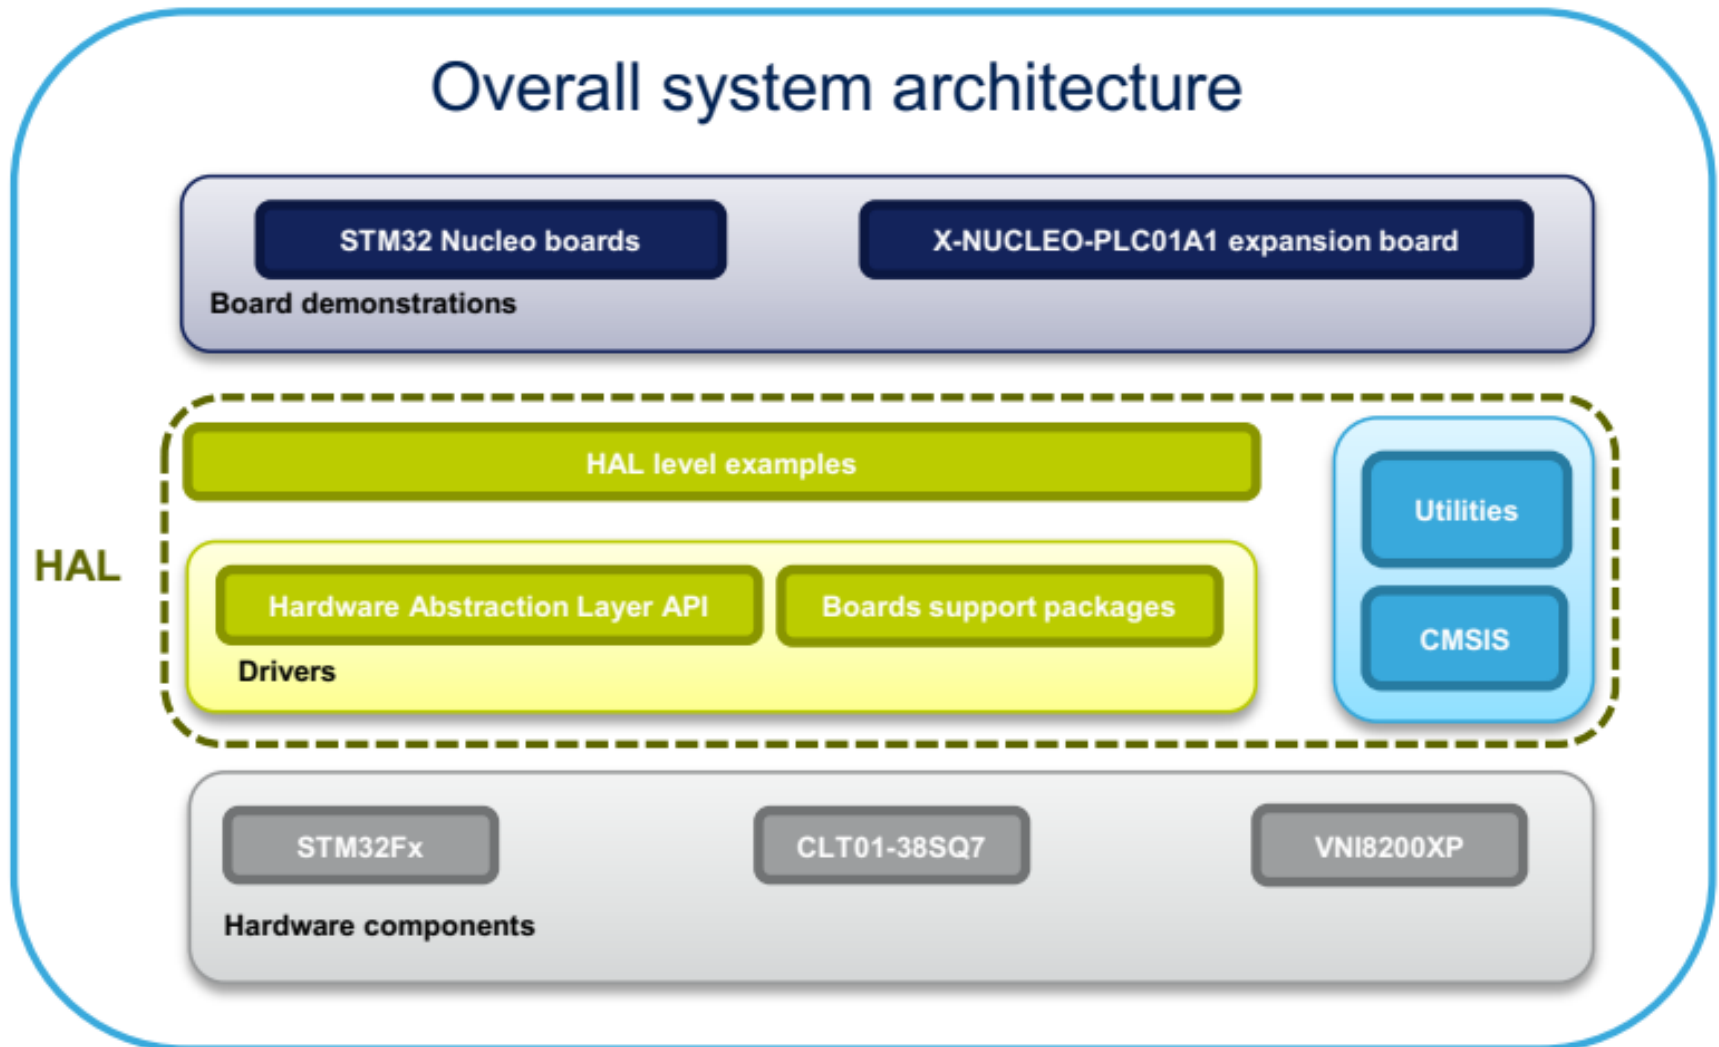 Overall system architecture
STM32 Nucleo boards
X-NUCLEO-PLC01A1 expansion board
Board demonstrations
HAL
HAL level examples
Utilities
Hardware Abstraction Layer API
Boards support packages
CMSIS
Drivers
STM32Fx
CLT01-38SQ7
VNI8200XP
Hardware components